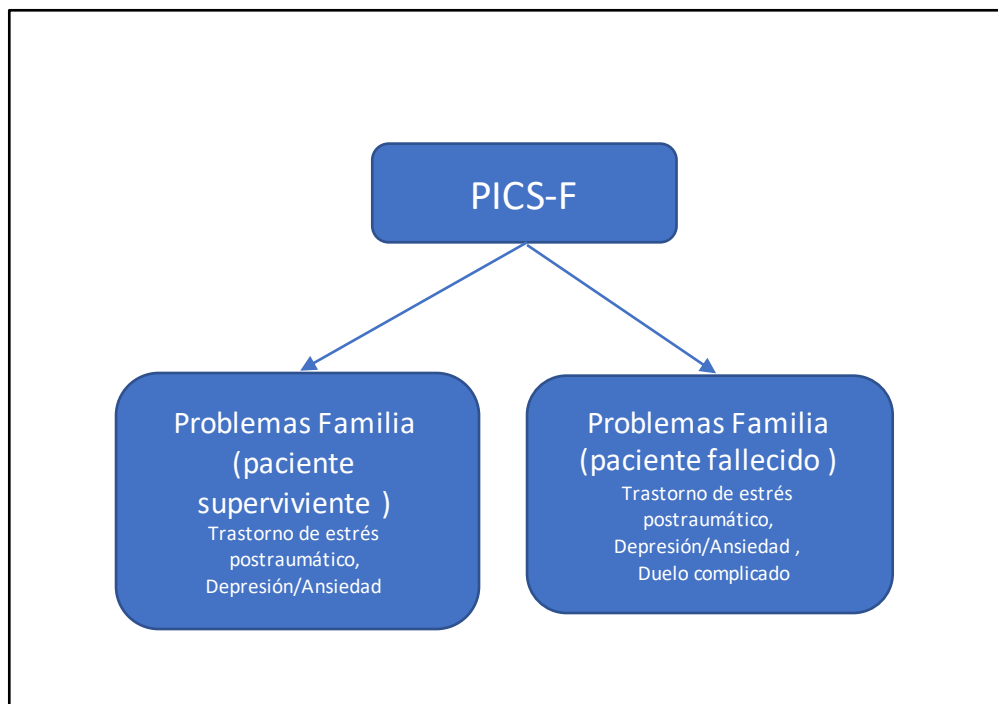 PICS-F
Problemas Familia
(paciente
superviviente )
Trastorno de estrés
postraumático,
Depresión/Ansiedad
Problemas Familia
(paciente fallecido )
Trastorno de estrés
postraumático,
Depresión/Ansiedad ,
Duelo complicado